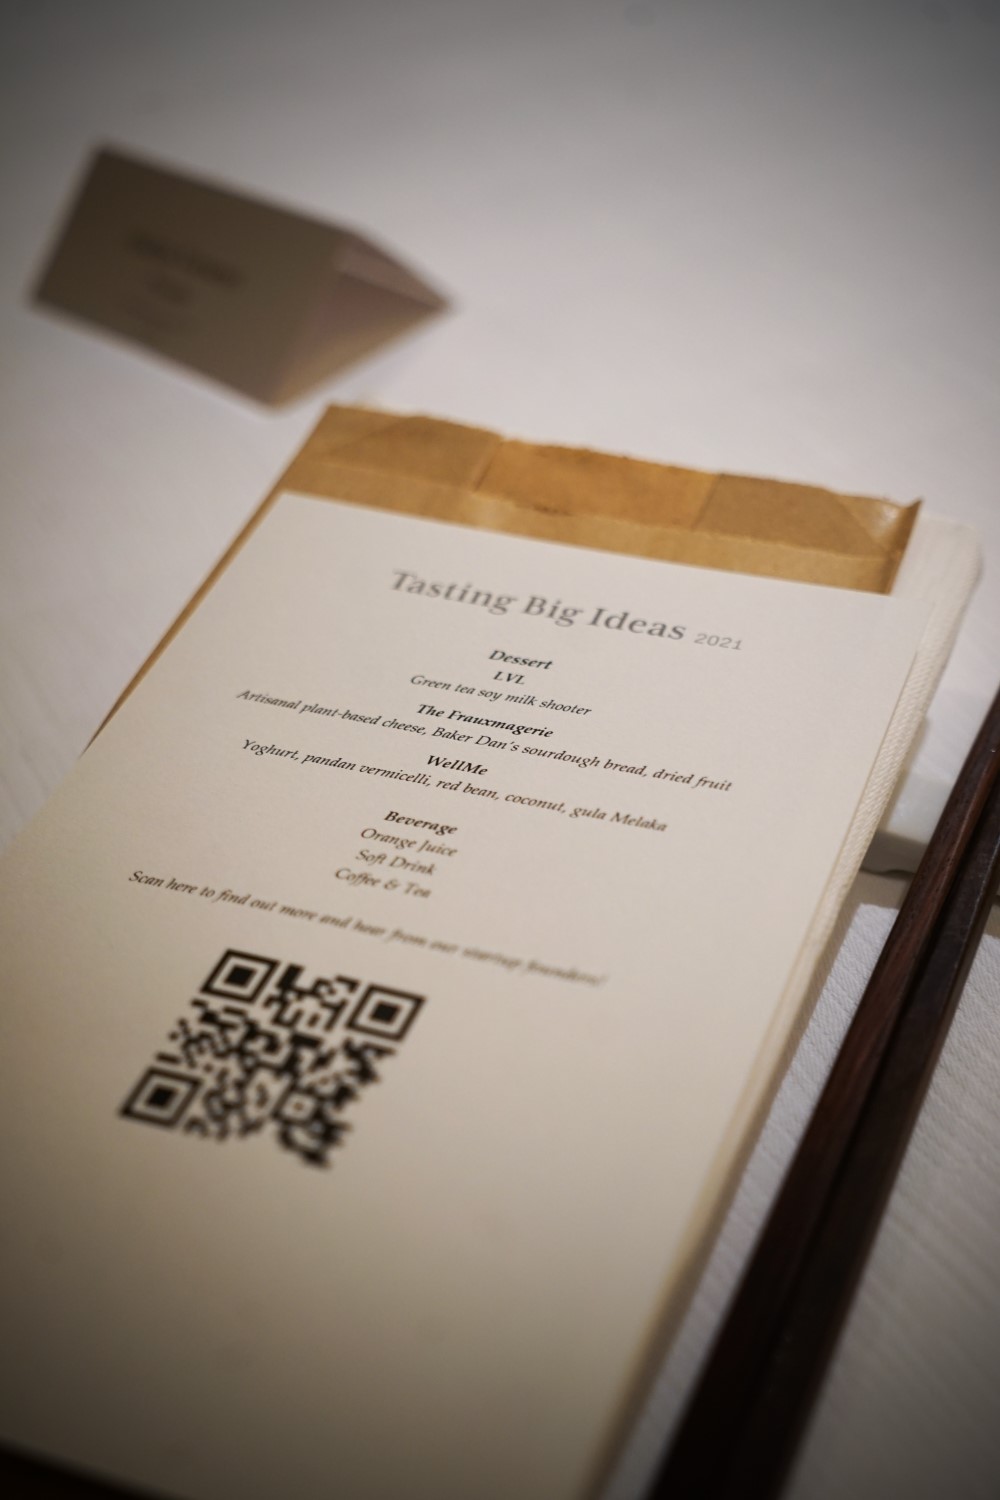 Tasting Big Ideas 2021
Dessert
LVL
Green tea soy milk shooter
The Frauxmagerie
Artisanal plant-based cheese, Baker Dan's sourdough bread, dried fruit
WellMe
Yoghurt, pandan vermicelli, red bean, coconut, gula Melaka
Beverage
Orange Juice
Soft Drink
Coffee & Tea
Scan here to find out more and hear from our startup founders!